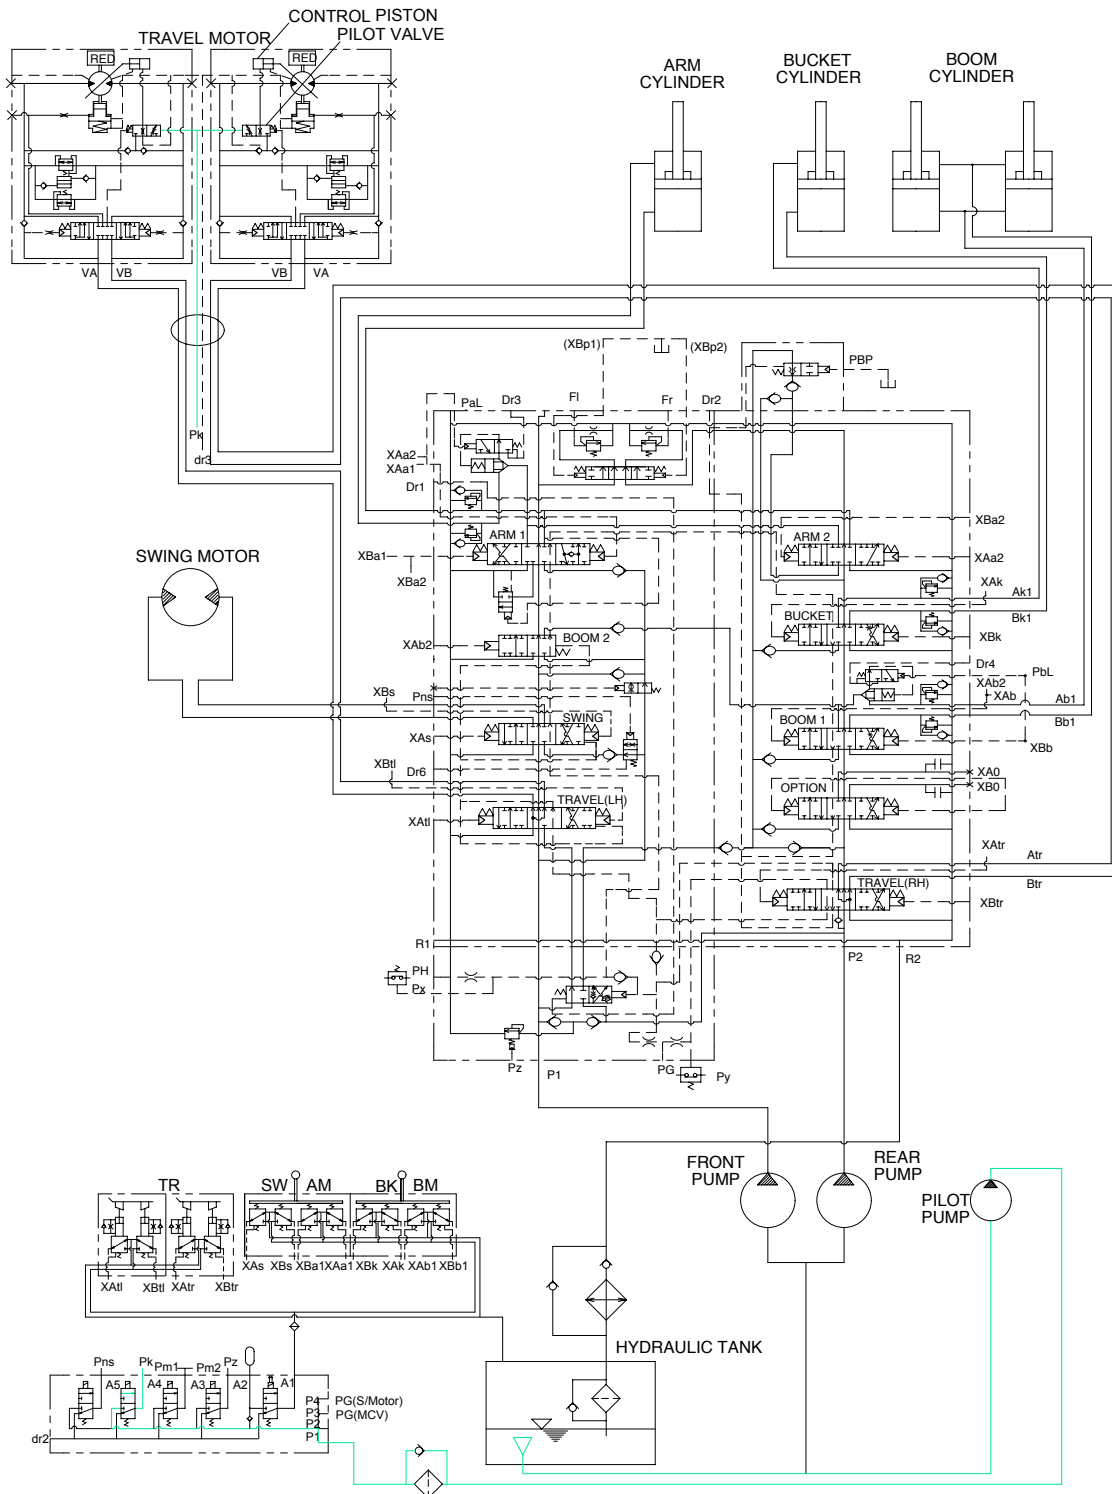 CONTROL PISTON
TRAVEL MOTOR
PILOT VALVE
RED
RED
ARM
CYLINDER
BUCKET
CYLINDER
BOOM
CYLINDER
VA
VB
VB
VA
(XBp1)
(XBp2)
PBP
PaL
Dr3
Fl
Fr
Dr2
Pk
dr3
XAa2
XAa1
Dr1
XBa2
SWING MOTOR
XBa1
XBa2
ARM 1
ARM 2
XAa2
XAk
Ak1
BUCKET
Bk1
XBk
XAb2
BOOM 2
Dr4
PbL
XAb2
XAb
Ab1
XBs
Pns
SWING
BOOM 1
Bb1
XAs
XBb
XBtl
Dr6
XA0
OPTION
XB0
TRAVEL(LH)
XAtl
XAtr
Atr
TRAVEL(RH)
Btr
XBtr
R1
P2
R2
PH
Px
Pz
P1
PG
Py
FRONT
PUMP
REAR
PUMP
PILOT
PUMP
TR
SW
AM
BK
BM
XAtl
XBtl
XAtr
XBtr
XAs
XBs
XBa1
XAa1
XBk
XAk
XAb1
XBb1
HYDRAULIC TANK
Pns
Pk
Pm1
Pm2
Pz
A5
A4
A3
A2
A1
P4
PG(S/Motor)
P3
PG(MCV)
P2
P1
dr2